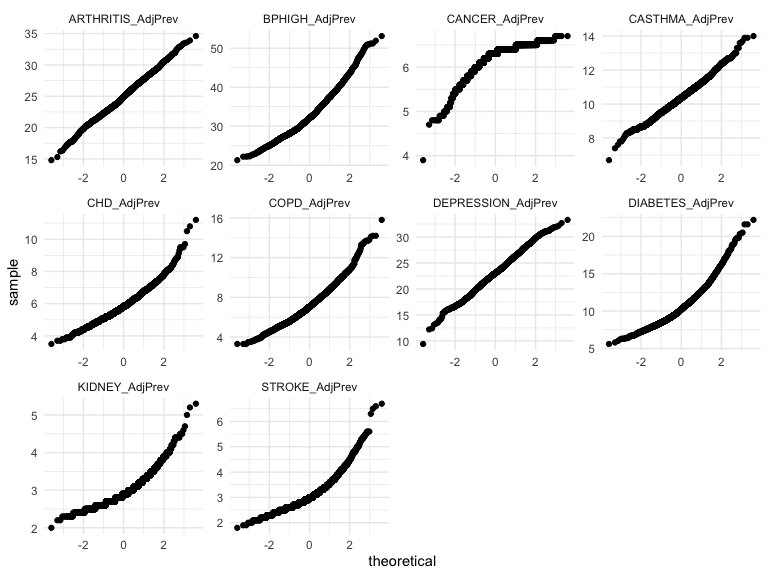 ARTHRITIS_AdjPrev BPHIGH_AdjPrev CANCER_AdjPrev CASTHMA_AdjPrev
35
30
25
20
15
-2 0 2
50
40
30
20
-2 0 2
6
5
4
-2 0 2
14
12
10
8
-2 0 2
CHD_AdjPrev COPD_AdjPrev DEPRESSION_AdjPrev DIABETES_AdjPrev
10
8
6
4
-2 0 2
16
12
8
4
-2 0 2
30
25
20
15
10
-2 0 2
20
15
10
5
-2 0 2
KIDNEY_AdjPrev STROKE_AdjPrev
5
4
3
2
-2 0 2
6
5
4
3
2
-2 0 2
sample
theoretical